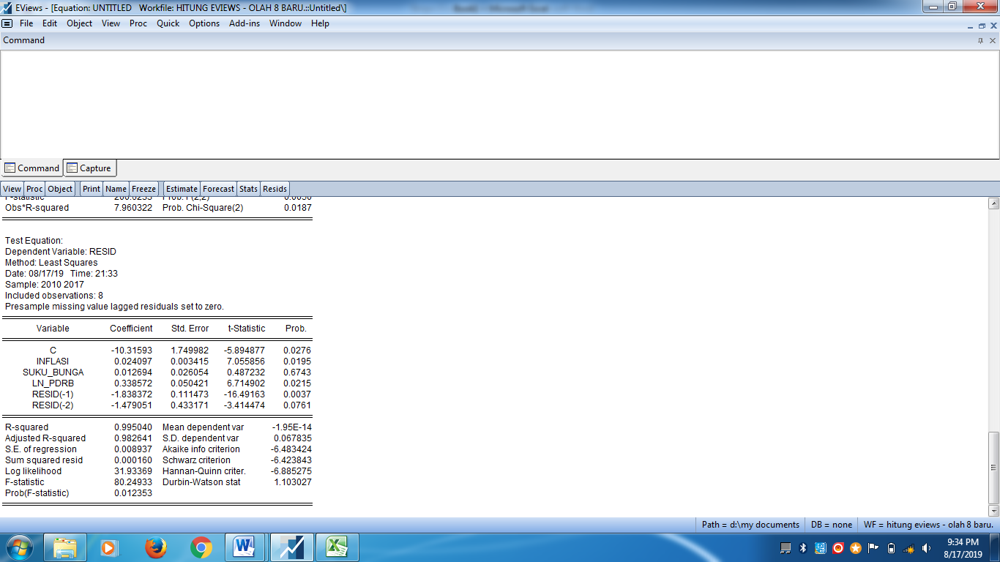 EViews - [Equation: UNTITLED   Workfile: HITUNG EVIEWS - OLAH 8 BARU.::Untitled\]
File Edit Object View Proc Quick Options Add-ins Window Help
Command
Command Capture
View Proc Object Print Name Freeze Estimate Forecast Stats Resids
F-statistic Prob. F(2,2)
Obs*R-squared 7.960322 Prob. Chi-Square(2) 0.0187
Test Equation:
Dependent Variable: RESID
Method: Least Squares
Date: 08/17/19   Time: 21:33
Sample: 2010 2017
Included observations: 8
Presample missing value lagged residuals set to zero.
Variable Coefficient Std. Error t-Statistic Prob.
C -10.31593 1.749982 -5.894877 0.0276
INFLASI 0.024097 0.003415 7.055856 0.0195
SUKU_BUNGA 0.012694 0.026054 0.487232 0.6743
LN_PDRB 0.338572 0.050421 6.714902 0.0215
RESID(-1) -1.838372 0.111473 -16.49163 0.0037
RESID(-2) -1.479051 0.433171 -3.414474 0.0761
R-squared 0.995040 Mean dependent var -1.95E-14
Adjusted R-squared 0.982641 S.D. dependent var 0.067835
S.E. of regression 0.008937 Akaike info criterion -6.483424
Sum squared resid 0.000160 Schwarz criterion -6.423843
Log likelihood 31.93369 Hannan-Quinn criter. -6.885275
F-statistic 80.24933 Durbin-Watson stat 1.103027
Prob(F-statistic) 0.012353
Path = d:\my documents DB = none WF = hitung eviews - olah 8 baru.
9:34 PM
8/17/2019